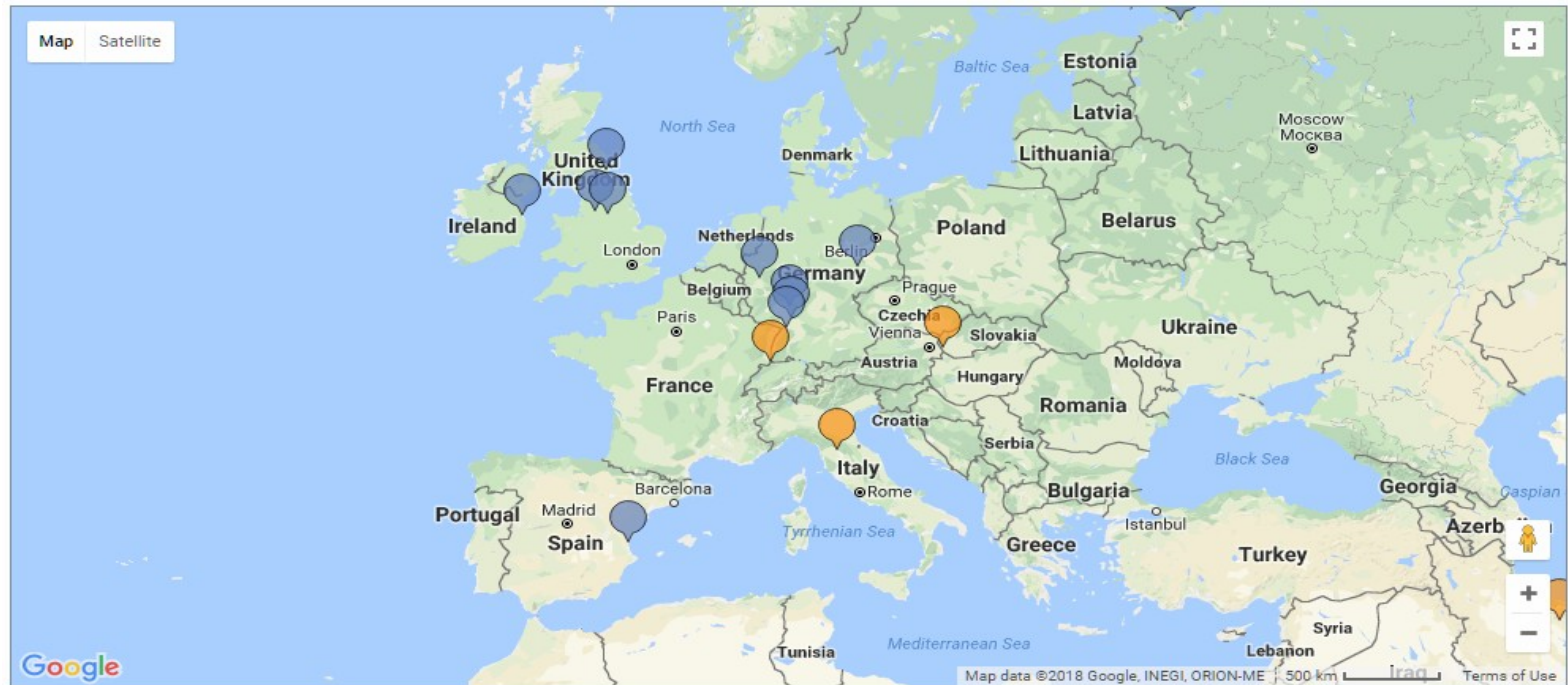 Map Satellite
Baltic Sea
Estonia
Latvia
Moscow
Москва
North Sea
Denmark
Lithuania
United
Kingdom
Ireland
Belarus
Netherlands
Berlin
Poland
London
Germany
Belgium
Prague
Paris
Czechia
Vienna
Slovakia
Ukraine
Austria
Moldova
France
Hungary
Romania
Croatia
Serbia
Italy
Black Sea
Barcelona
Rome
Bulgaria
Georgia
Caspian
Portugal
Madrid
Istanbul
Spain
Tyrrhenian Sea
Greece
Turkey
Mediterranean Sea
Syria
Tunisia
Lebanon
Iraq
Google
Map data ©2018 Google, INEGI, ORION-ME 500 km Terms of Use